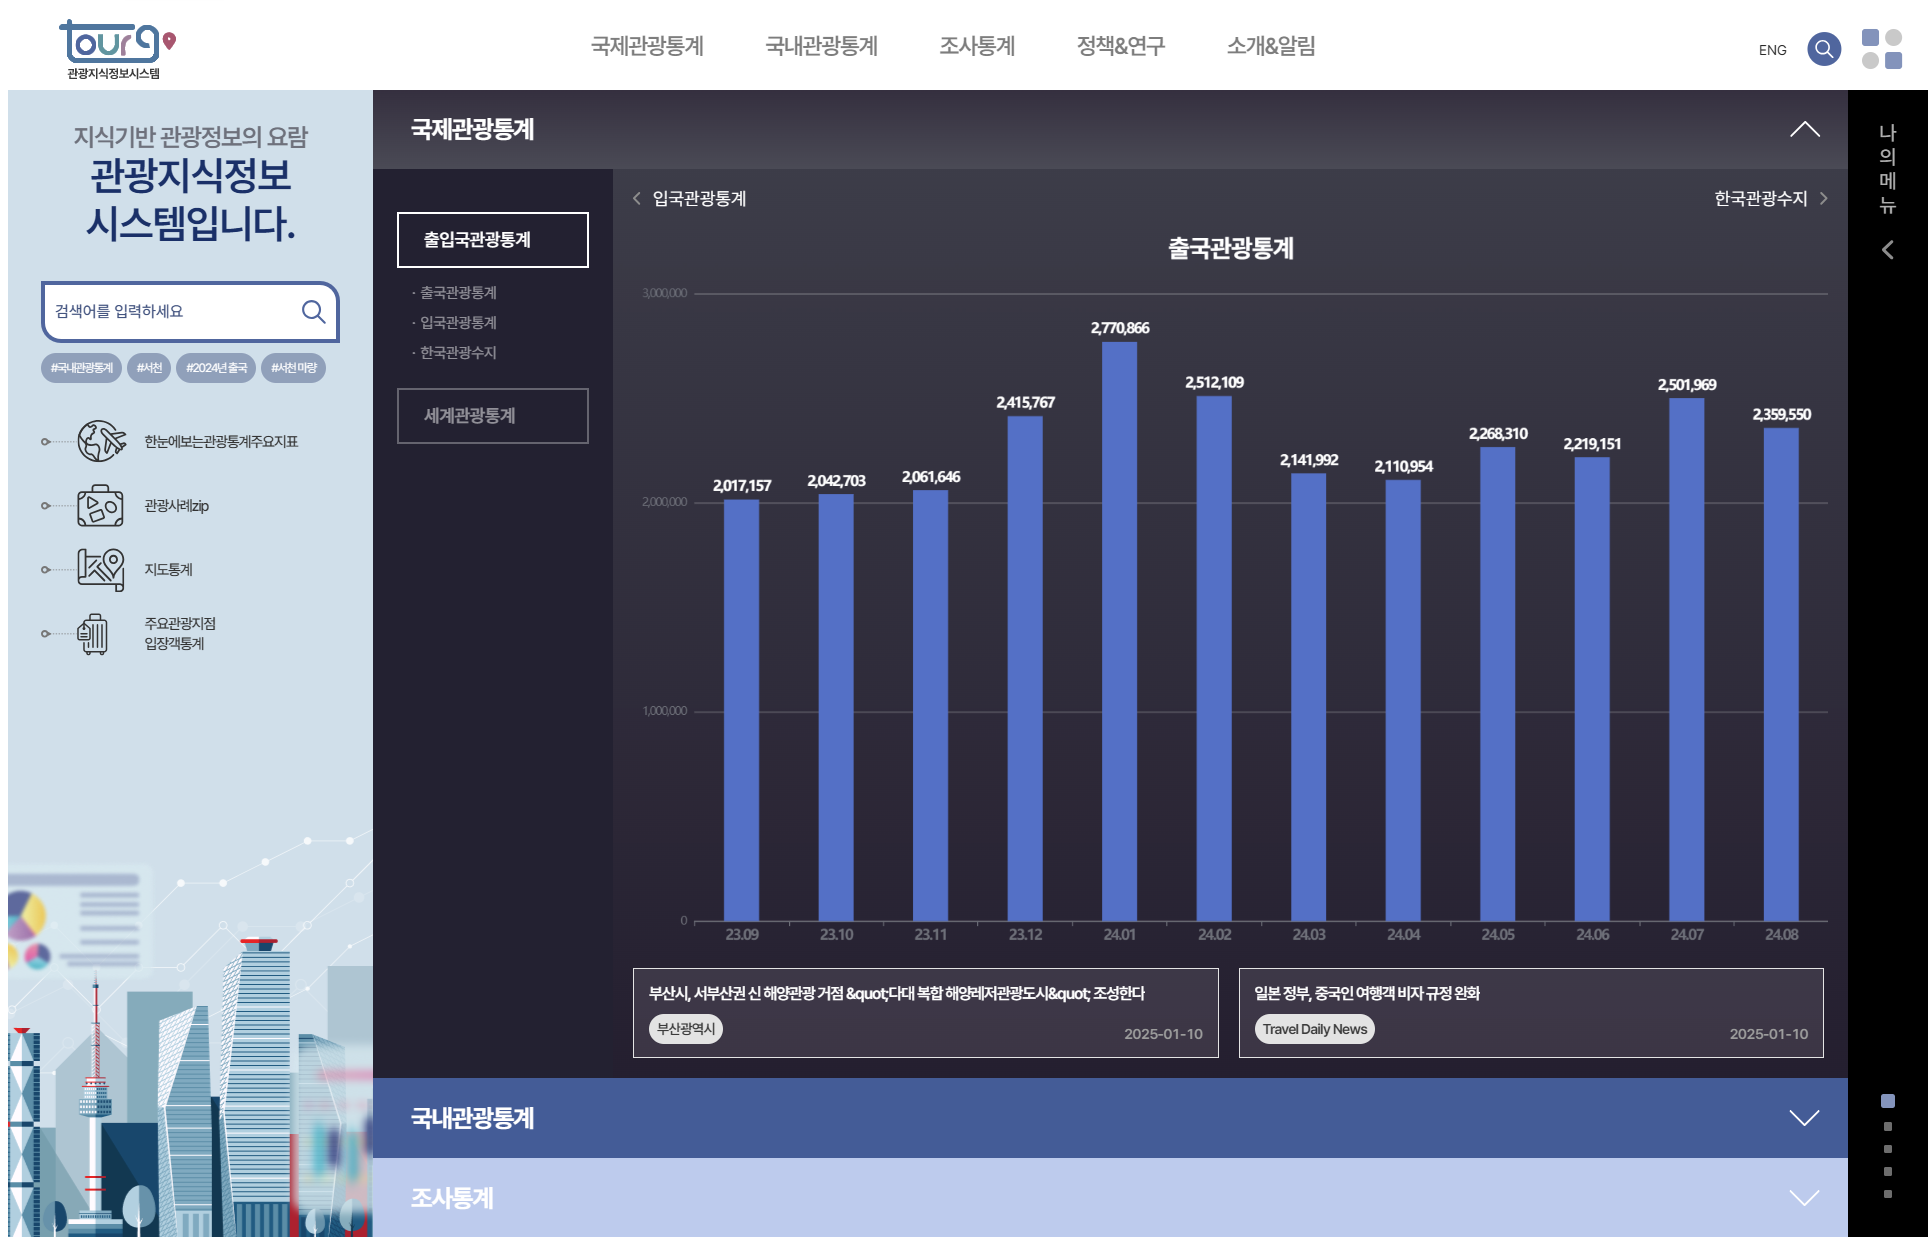 tour9
관광지식정보시스템
국제관광통계
국내관광통계
조사통계
정책&연구
소개&알림
ENG
지식기반 관광정보의 요람
관광지식정보
시스템입니다.
검색어를 입력하세요
#국내관광통계
#서천
#2024년 출국
#서천 마량
한눈에보는관광통계주요지표
관광사례zip
지도통계
주요관광지점
입장객통계
국제관광통계
출입국관광통계
· 출국관광통계
· 입국관광통계
· 한국관광수지
세계관광통계
입국관광통계
한국관광수지
출국관광통계
3,000,000
2,000,000
1,000,000
0
2,017,157
2,042,703
2,061,646
2,415,767
2,770,866
2,512,109
2,141,992
2,110,954
2,268,310
2,219,151
2,501,969
2,359,550
23.09
23.10
23.11
23.12
24.01
24.02
24.03
24.04
24.05
24.06
24.07
24.08
부산시, 서부산권 신 해양관광 거점 &quot;다대 복합 해양레저관광도시&quot; 조성한다
부산광역시
2025-01-10
일본 정부, 중국인 여행객 비자 규정 완화
Travel Daily News
2025-01-10
국내관광통계
조사통계
나의메뉴